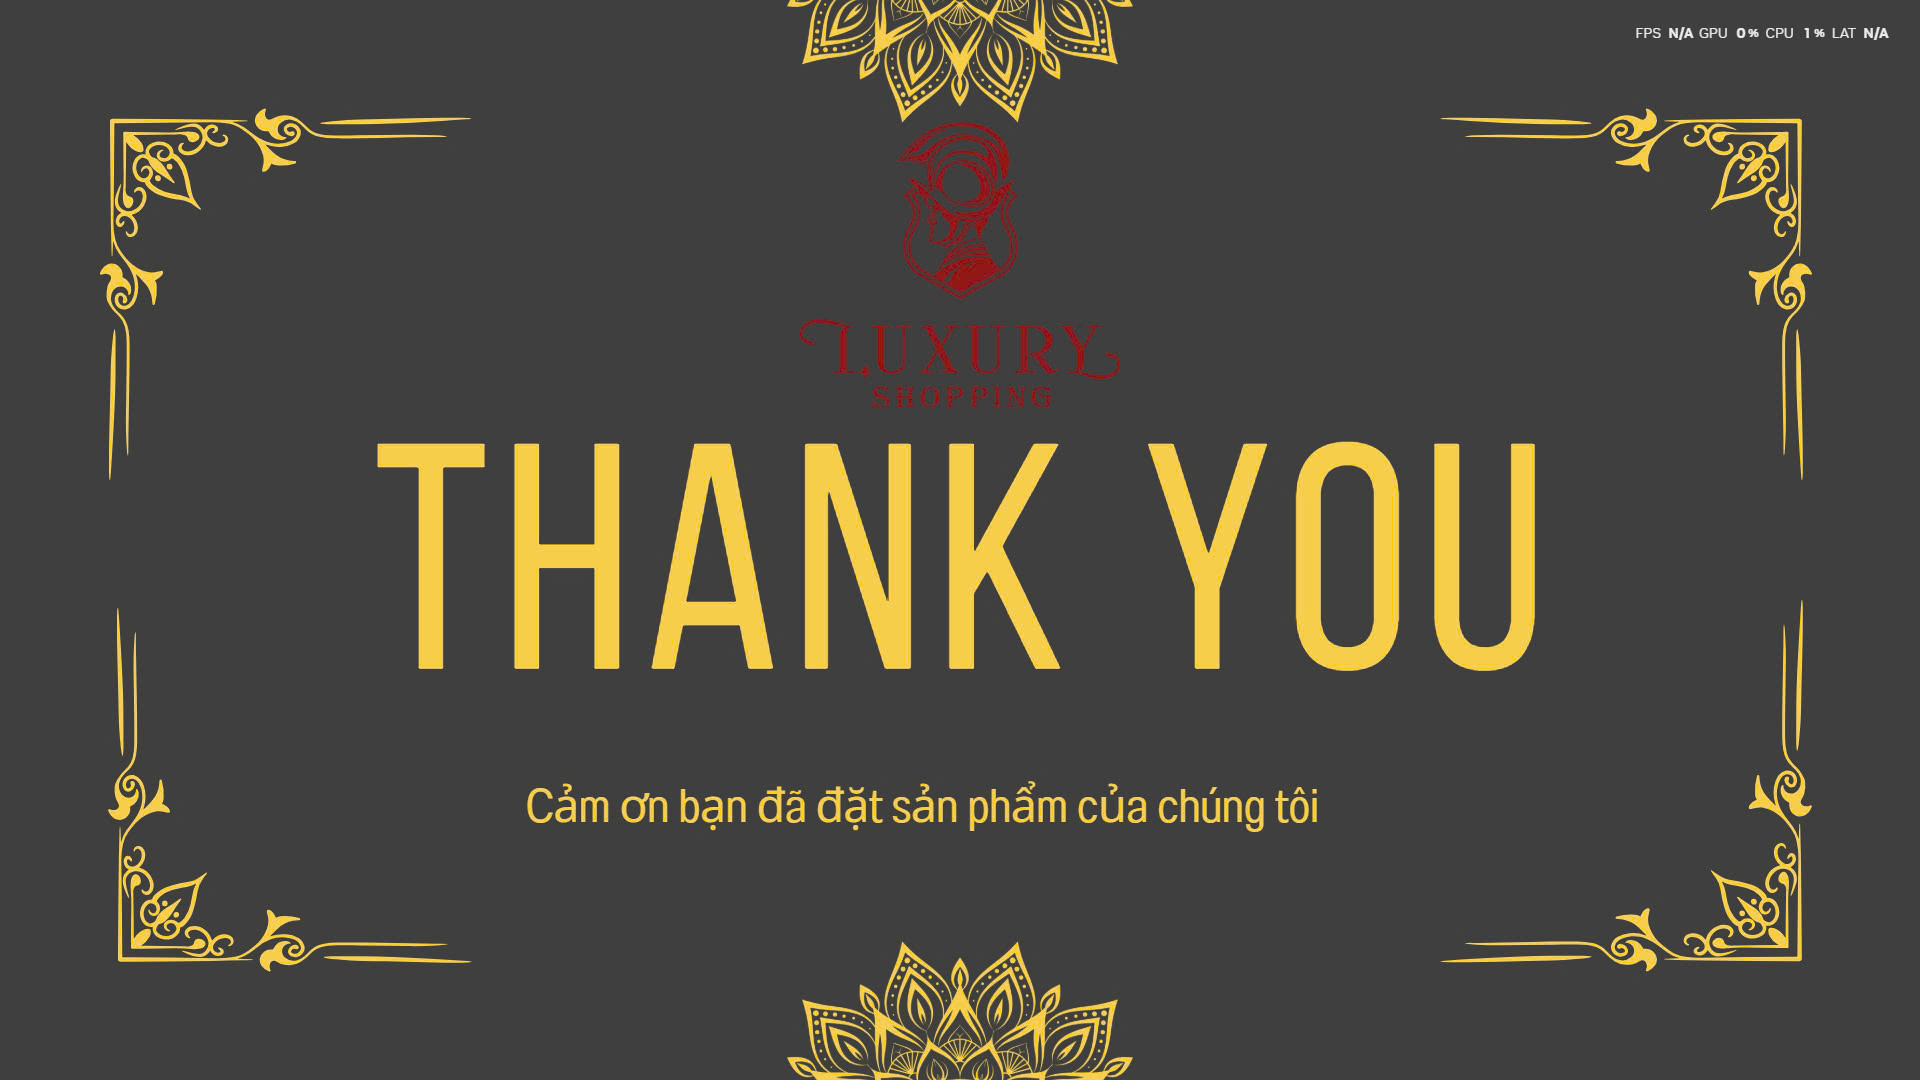 FPS N/A GPU 0% CPU 1% LAT N/A
LUXURY
SHOPPING
THANK YOU
Cảm ơn bạn đã đặt sản phẩm của chúng tôi